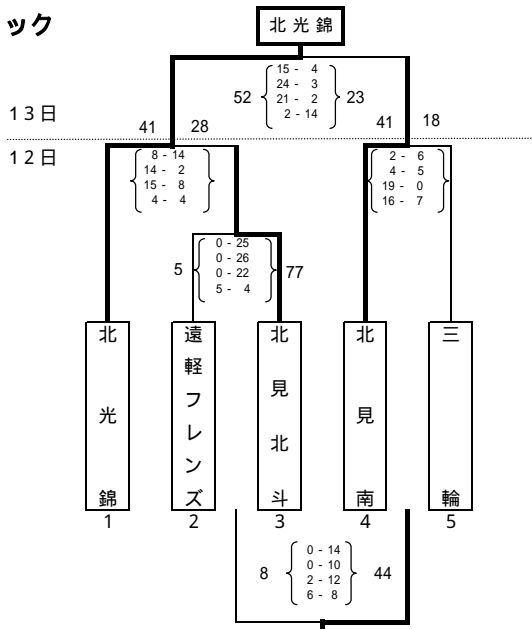 ック
北光錦
15 - 4
24 - 3
52 21 - 2 23
2 - 14
13日
41 28 41 18
12日
8 - 14
14 - 2
15 - 8
4 - 4
2 - 6
4 - 5
19 - 0
16 - 7
0 - 25
0 - 26
5 0 - 22 77
5 - 4
北光錦
遠軽フレンズ
北見北斗
北見南
三輪
1 2 3 4 5
0 - 14
0 - 10
8 2 - 12 44
6 - 8